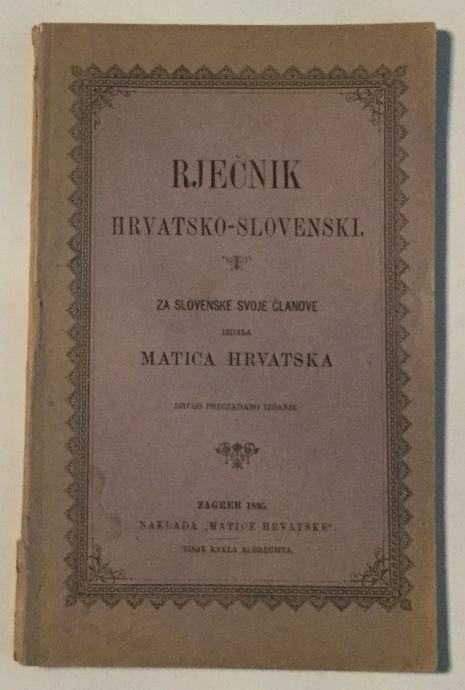 RJEČNIK
HRVATSKO-SLOVENSKI.
ZA SLOVENSKE SVOJE ČLANOVE
IZDALA
MATICA HRVATSKA
DRUGO PREGLEDANO IZDANJE
ZAGREB 1895.
NAKLADA „MATICE HRVATSKE“.
TISAK KARLA ALBRECHTA.